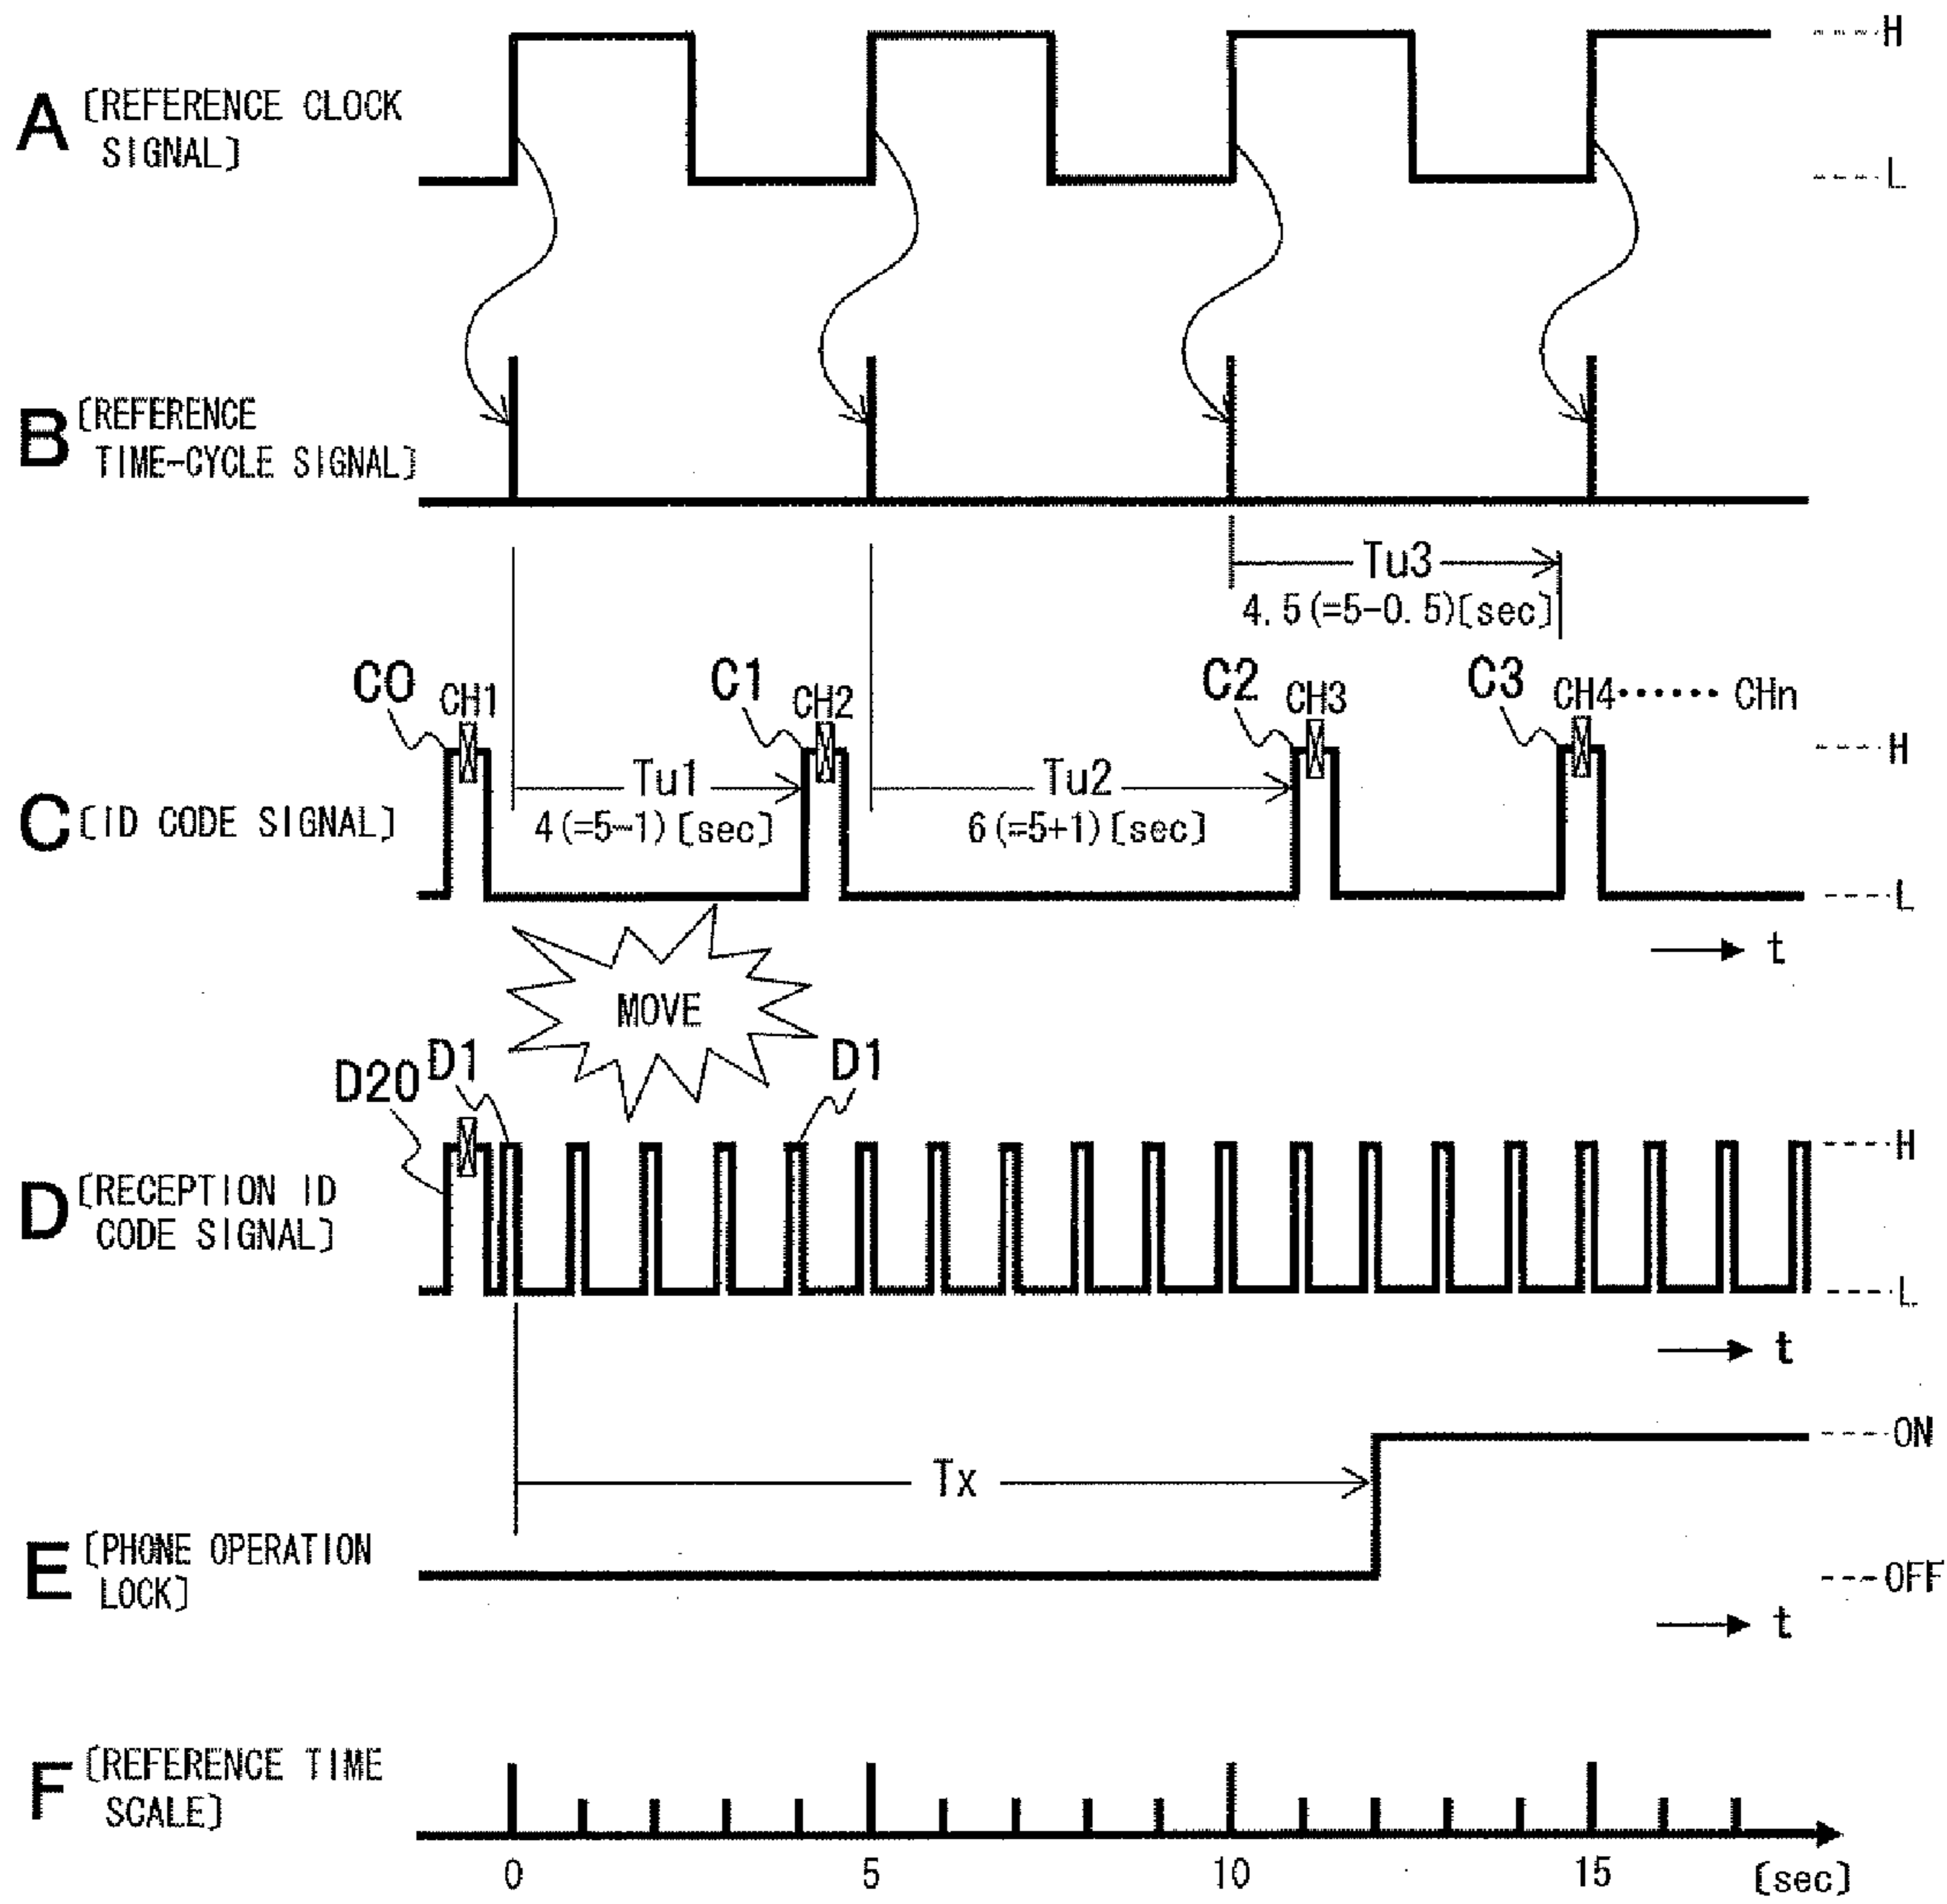 H
A [REFERENCE CLOCK
SIGNAL]
L
B [REFERENCE
TIME-CYCLE SIGNAL]
Tu3
4.5(=5-0.5)[sec]
C0 CH1 C1 CH2 C2 CH3 C3 CH4······ CHn
H
Tu1 Tu2
C [ID CODE SIGNAL] 4(=5-1)[sec] 6(=5+1)[sec]
L
t
MOVE
D20 D1 D1
H
D [RECEPTION ID
CODE SIGNAL]
L
t
ON
Tx
E [PHONE OPERATION
LOCK]
OFF
t
F [REFERENCE TIME
SCALE]
0 5 10 15 [sec]